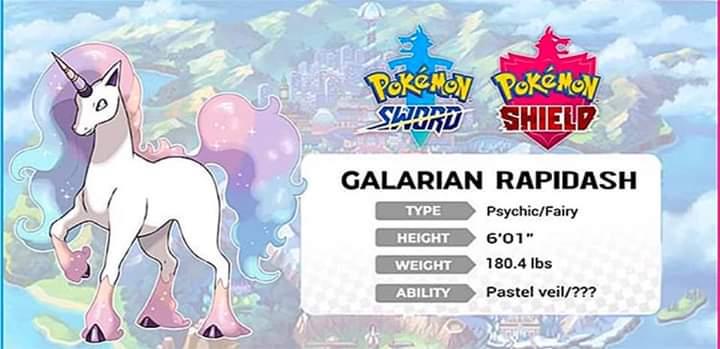 POKÉMON POKÉMON
SWORD SHIELD
GALARIAN RAPIDASH
TYPE Psychic/Fairy
HEIGHT 6'01"
WEIGHT 180.4 lbs
ABILITY Pastel veil/???